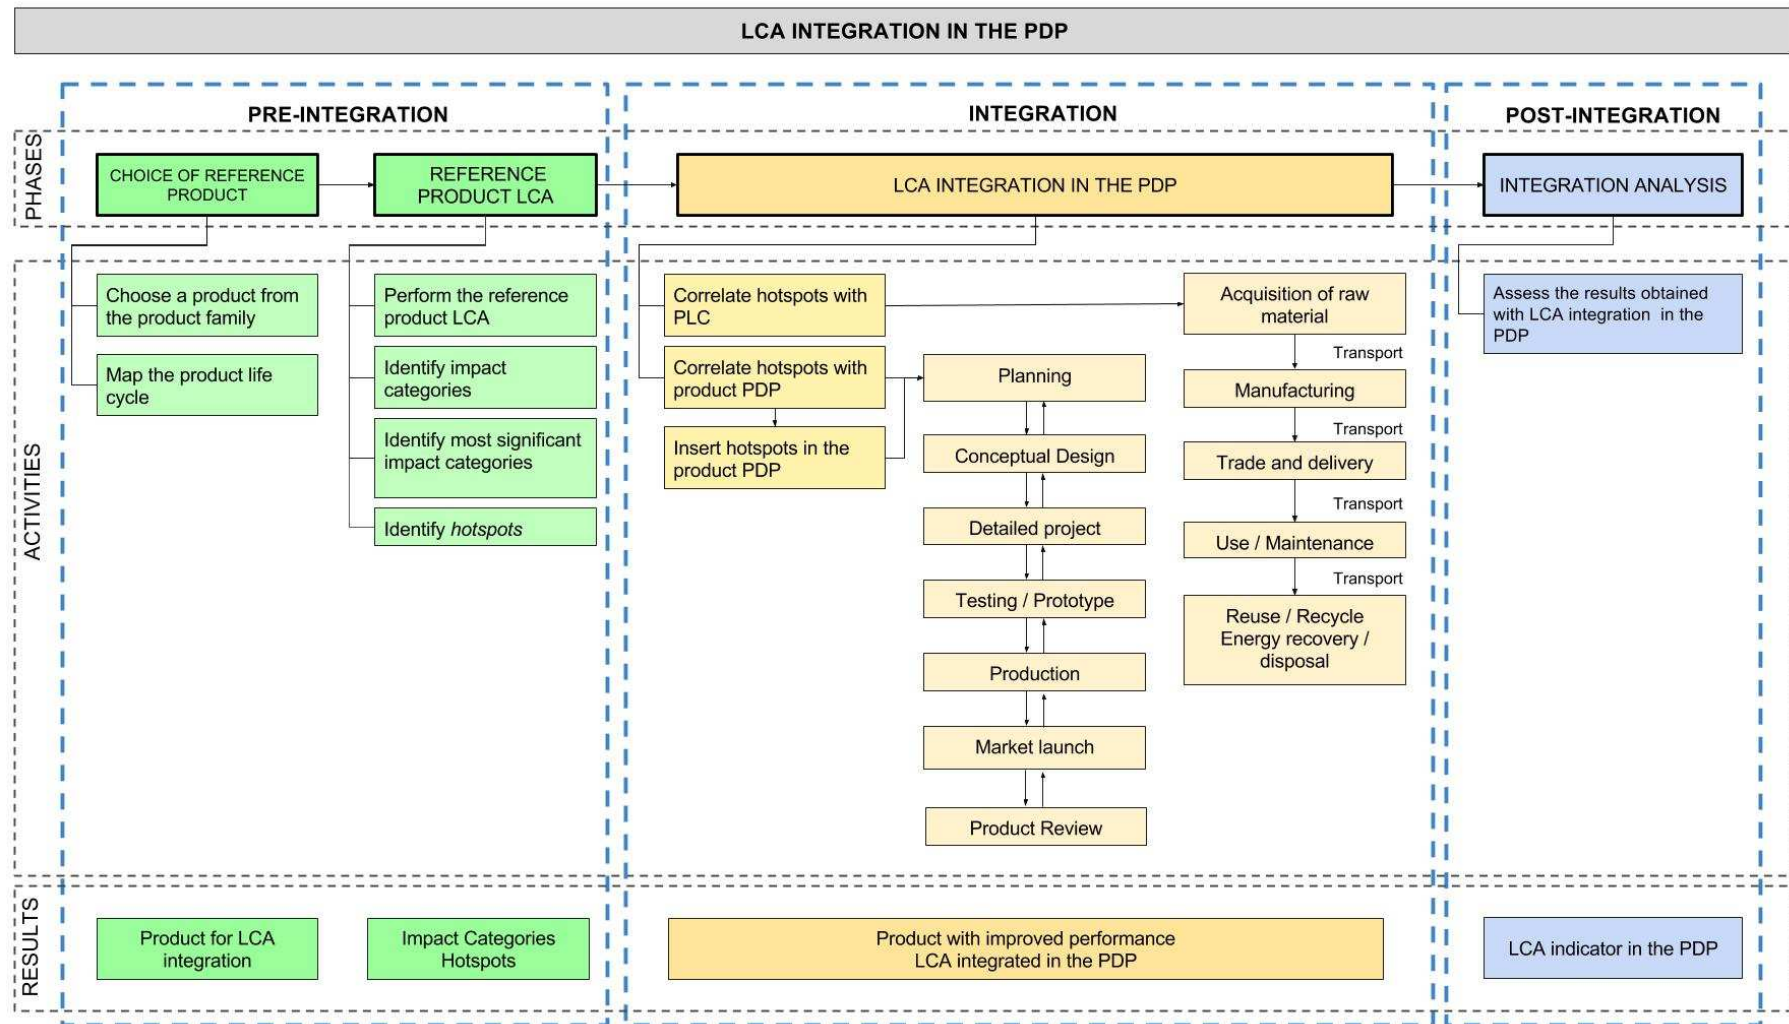 LCA INTEGRATION IN THE PDP
PRE-INTEGRATION
INTEGRATION
POST-INTEGRATION
PHASES
CHOICE OF REFERENCE
PRODUCT
REFERENCE
PRODUCT LCA
LCA INTEGRATION IN THE PDP
INTEGRATION ANALYSIS
ACTIVITIES
Choose a product from
the product family
Map the product life
cycle
Perform the reference
product LCA
Identify impact
categories
Identify most significant
impact categories
Identify hotspots
Correlate hotspots with
PLC
Correlate hotspots with
product PDP
Insert hotspots in the
product PDP
Planning
Conceptual Design
Detailed project
Testing / Prototype
Production
Market launch
Product Review
Acquisition of raw
material
Transport
Manufacturing
Transport
Trade and delivery
Transport
Use / Maintenance
Transport
Reuse / Recycle
Energy recovery /
disposal
Assess the results obtained
with LCA integration in the
PDP
RESULTS
Product for LCA
integration
Impact Categories
Hotspots
Product with improved performance
LCA integrated in the PDP
LCA indicator in the PDP